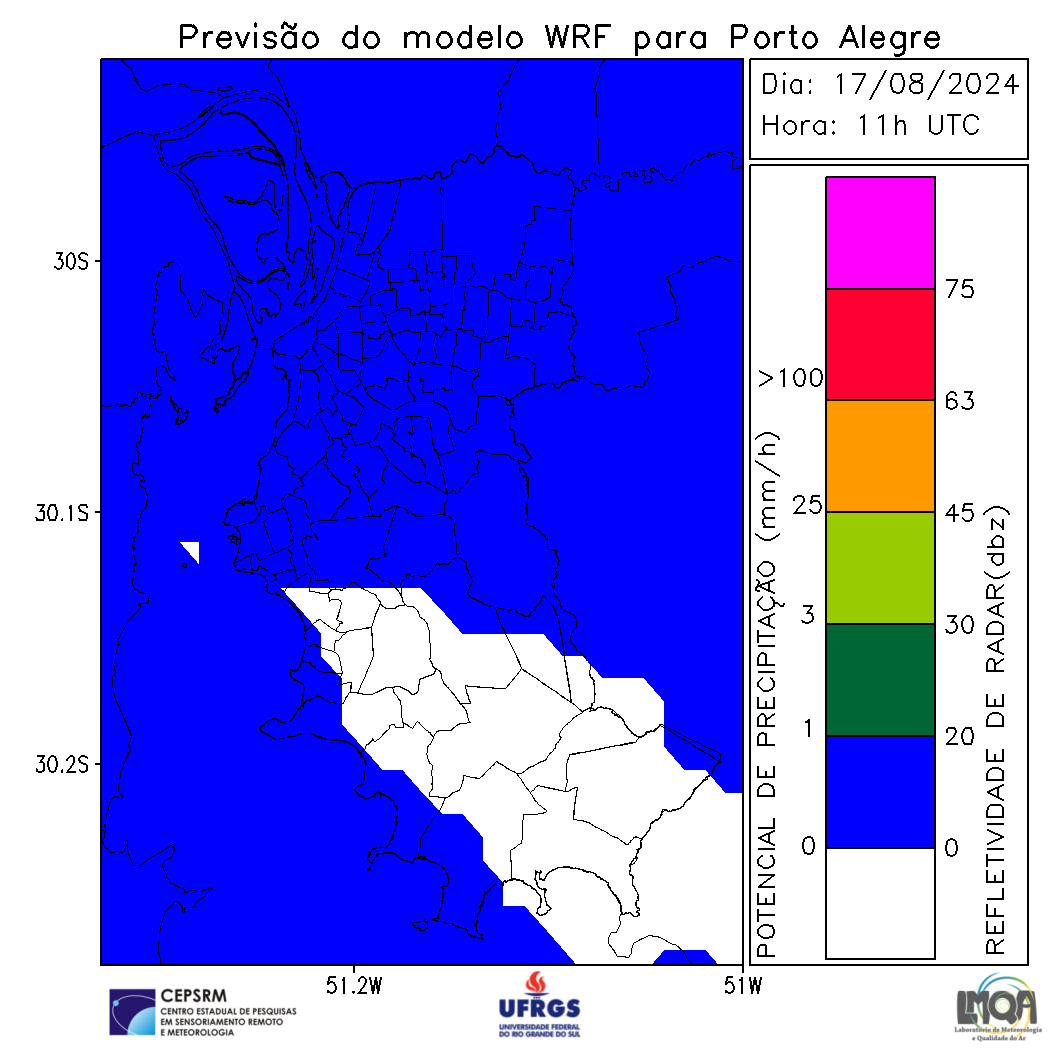 Previsão do modelo WRF para Porto Alegre
Dia: 17/08/2024
Hora: 11h UTC
30S
30.1S
30.2S
51.2W
51W
POTENCIAL DE PRECIPITAÇÃO (mm/h)
>100
25
3
1
0
75
63
45
30
20
0
REFLETIVIDADE DE RADAR(dbz)
CEPSRM
CENTRO ESTADUAL DE PESQUISAS
EM SENSORIAMENTO REMOTO
E METEOROLOGIA
UFRGS
UNIVERSIDADE FEDERAL
DO RIO GRANDE DO SUL
LMQA
Laboratório de Meteorologia
e Qualidade do Ar